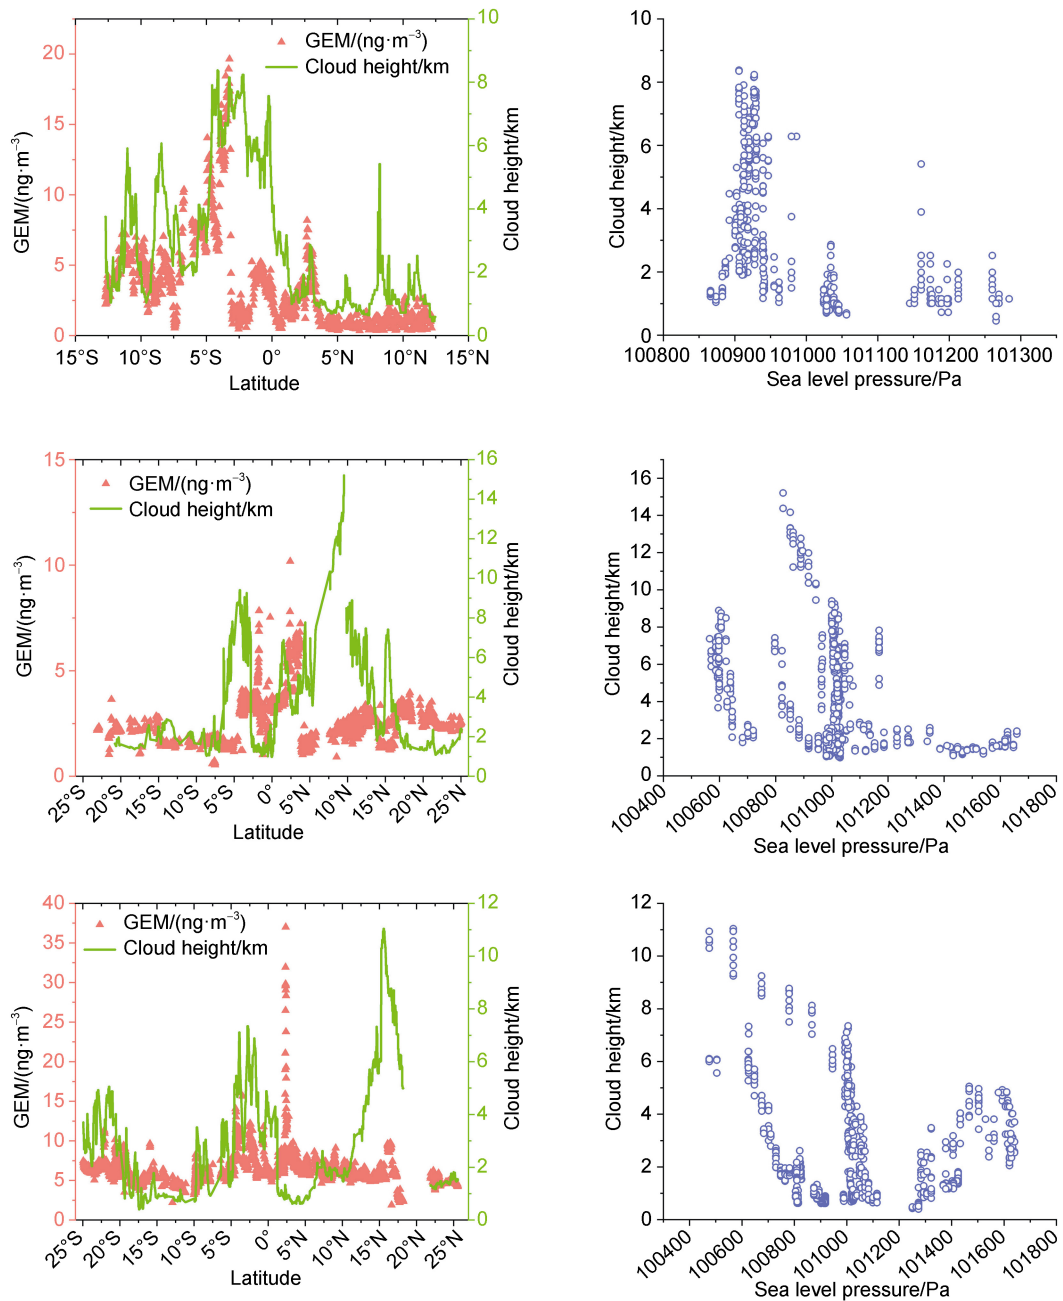 GEM/(ng·m⁻³)
22
15
10
5
0
GEM/(ng·m⁻³)
Cloud height/km
10
8
6
4
2
0
Cloud height/km
15°S
10°S
5°S
0°
5°N
10°N
15°N
Latitude
Cloud height/km
10
8
6
4
2
0
100800
100900
101000
101100
101200
101300
Sea level pressure/Pa
GEM/(ng·m⁻³)
15
10
5
0
GEM/(ng·m⁻³)
Cloud height/km
16
14
12
10
8
6
4
2
0
Cloud height/km
25°S
20°S
15°S
10°S
5°S
0°
5°N
10°N
15°N
20°N
25°N
Latitude
Cloud height/km
16
14
12
10
8
6
4
2
0
100400
100600
100800
101000
101200
101400
101600
101800
Sea level pressure/Pa
GEM/(ng·m⁻³)
40
35
30
25
20
15
10
5
0
GEM/(ng·m⁻³)
Cloud height/km
12
10
8
6
4
2
0
Cloud height/km
25°S
20°S
15°S
10°S
5°S
0°
5°N
10°N
15°N
20°N
25°N
Latitude
Cloud height/km
12
10
8
6
4
2
0
100400
100600
100800
101000
101200
101400
101600
101800
Sea level pressure/Pa